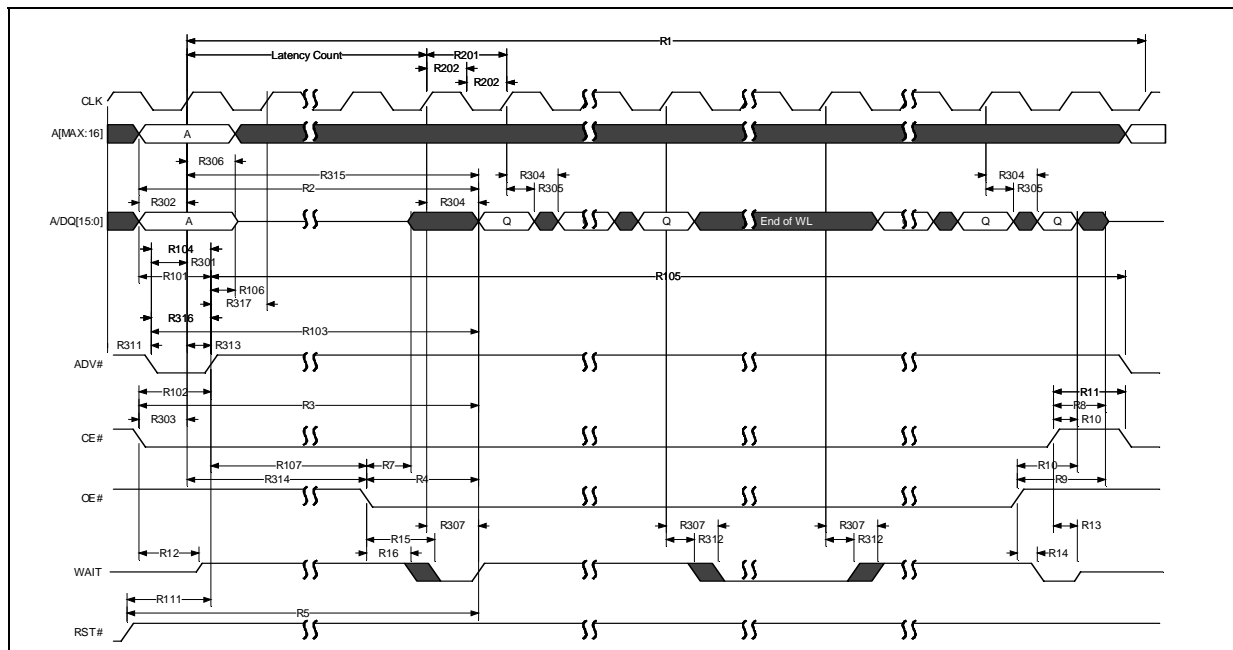 R1
Latency Count
R201
R202
R202
CLK
A[MAX:16]
A
R306
R304
R304
R315
R305
R305
R2
R302
R304
A/DQ[15:0]
A
Q
Q
End of WL
Q
Q
R104
R301
R101
R105
R106
R317
R316
R103
R311
R313
ADV#
R102
R11
R3
R8
R303
R10
CE#
R107
R7
R10
R314
R4
R9
OE#
R307
R307
R307
R13
R15
R312
R312
R12
R16
R14
WAIT
R111
R5
RST#